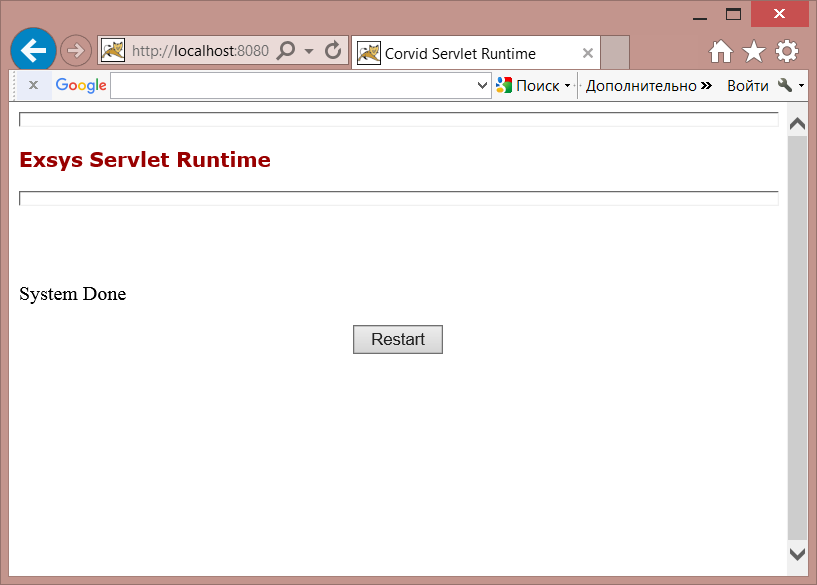 http://localhost:8080
Corvid Servlet Runtime
Google
Поиск
Дополнительно
Войти
Exsys Servlet Runtime
System Done
Restart